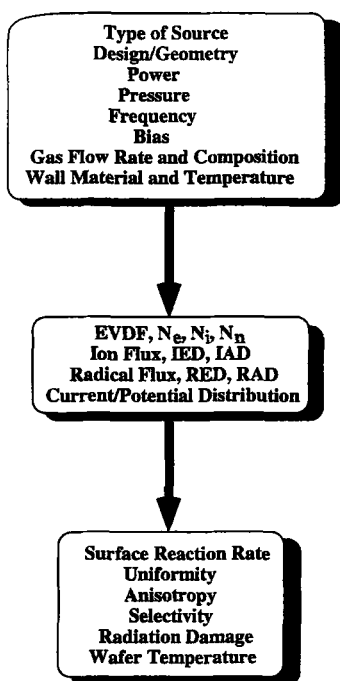 Type of Source
Design/Geometry
Power
Pressure
Frequency
Bias
Gas Flow Rate and Composition
Wall Material and Temperature
EVDF, Ne, Ni, Nn
Ion Flux, IED, IAD
Radical Flux, RED, RAD
Current/Potential Distribution
Surface Reaction Rate
Uniformity
Anisotropy
Selectivity
Radiation Damage
Wafer Temperature